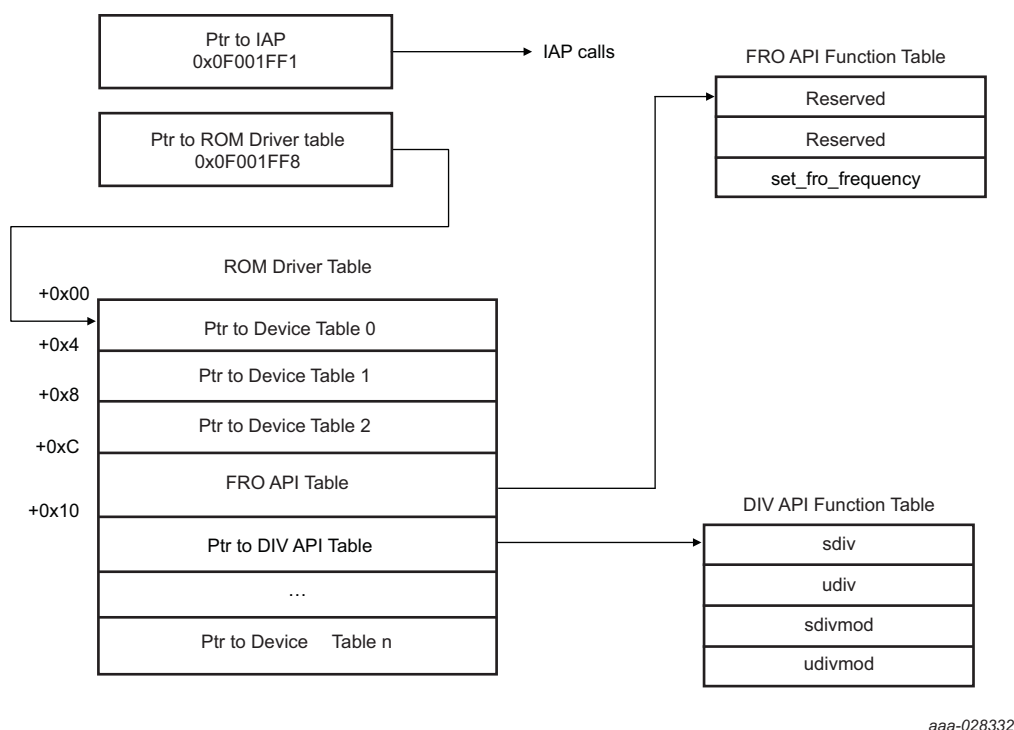 Ptr to IAP
0x0F001FF1
IAP calls
Ptr to ROM Driver table
0x0F001FF8
FRO API Function Table
Reserved
Reserved
set_fro_frequency
ROM Driver Table
+0x00
Ptr to Device Table 0
+0x4
Ptr to Device Table 1
+0x8
Ptr to Device Table 2
+0xC
FRO API Table
+0x10
Ptr to DIV API Table
…
Ptr to Device Table n
DIV API Function Table
sdiv
udiv
sdivmod
udivmod
aaa-028332